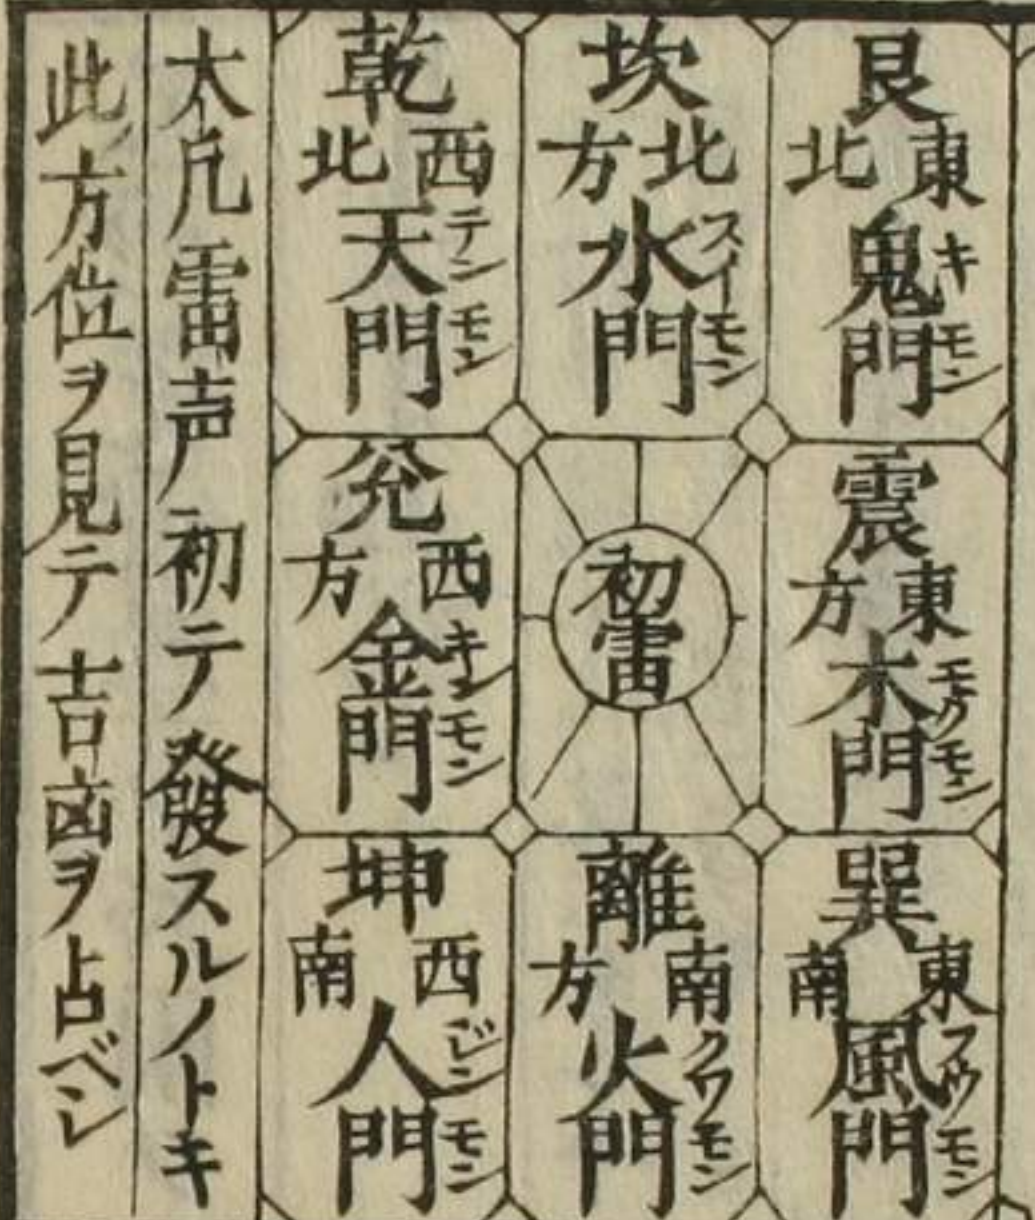 艮
東北
鬼門
キモン
坎
北方
水門
スイモン
乾
西北
天門
テンモン
震
東方
木門
モクモン
初雷
兊
西方
金門
キンモン
巽
東南
風門
フウモン
離
南方
火門
クワモン
坤
西南
人門
ジンモン
大凡雷声初テ發スルノトキ
此方位ヲ見テ吉凶ヲ占ベシ